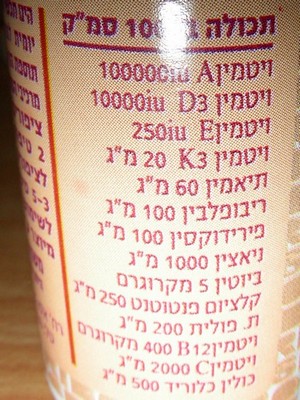 תכולה ב 100 סמ"ק
ויטמין A 100000iu
ויטמין D3 10000iu
ויטמין E 250iu
ויטמין K3 20 מ"ג
תיאמין 60 מ"ג
ריבופלבין 100 מ"ג
פירידוקסין 100 מ"ג
ניאצין 1000 מ"ג
ביוטין 5 מקרוגרם
קלציום פנטוטנט 250 מ"ג
ת. פולית 200 מ"ג
ויטמין B12 400 מקרוגרם
ויטמין C 2000 מ"ג
כולין כלוריד 500 מ"ג